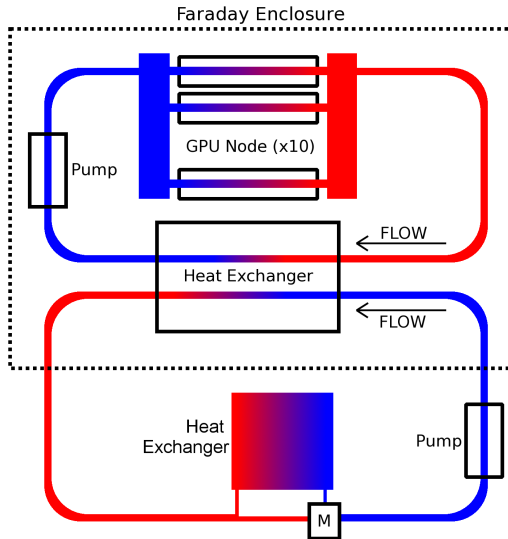 Faraday Enclosure
GPU Node (x10)
Pump
FLOW
Heat Exchanger
FLOW
Heat
Exchanger
Pump
M